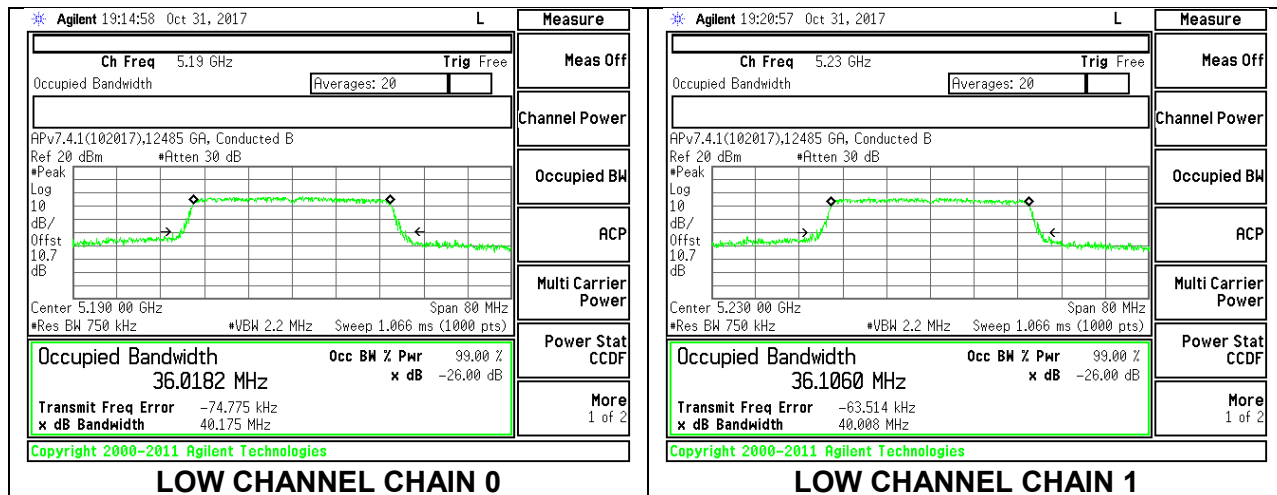 Agilent 19:14:58 Oct 31, 2017 L Measure
Ch Freq 5.19 GHz Trig Free
Occupied Bandwidth Averages: 20
Meas Off
Channel Power
APv7.4.1(102017),12485 GA, Conducted B
Ref 20 dBm #Atten 30 dB
#Peak
Log
10
dB/
Offst
10.7
dB
Occupied BW
ACP
Multi Carrier
Power
Center 5.190 00 GHz Span 80 MHz
#Res BW 750 kHz #VBW 2.2 MHz Sweep 1.066 ms (1000 pts)
Power Stat
CCDF
Occupied Bandwidth Occ BW % Pwr 99.00 %
36.0182 MHz x dB -26.00 dB
More
1 of 2
Transmit Freq Error -74.775 kHz
x dB Bandwidth 40.175 MHz
Copyright 2000-2011 Agilent Technologies
LOW CHANNEL CHAIN 0
Agilent 19:20:57 Oct 31, 2017 L Measure
Ch Freq 5.23 GHz Trig Free
Occupied Bandwidth Averages: 20
Meas Off
Channel Power
APv7.4.1(102017),12485 GA, Conducted B
Ref 20 dBm #Atten 30 dB
#Peak
Log
10
dB/
Offst
10.7
dB
Occupied BW
ACP
Multi Carrier
Power
Center 5.230 00 GHz Span 80 MHz
#Res BW 750 kHz #VBW 2.2 MHz Sweep 1.066 ms (1000 pts)
Power Stat
CCDF
Occupied Bandwidth Occ BW % Pwr 99.00 %
36.1060 MHz x dB -26.00 dB
More
1 of 2
Transmit Freq Error -63.514 kHz
x dB Bandwidth 40.008 MHz
Copyright 2000-2011 Agilent Technologies
LOW CHANNEL CHAIN 1